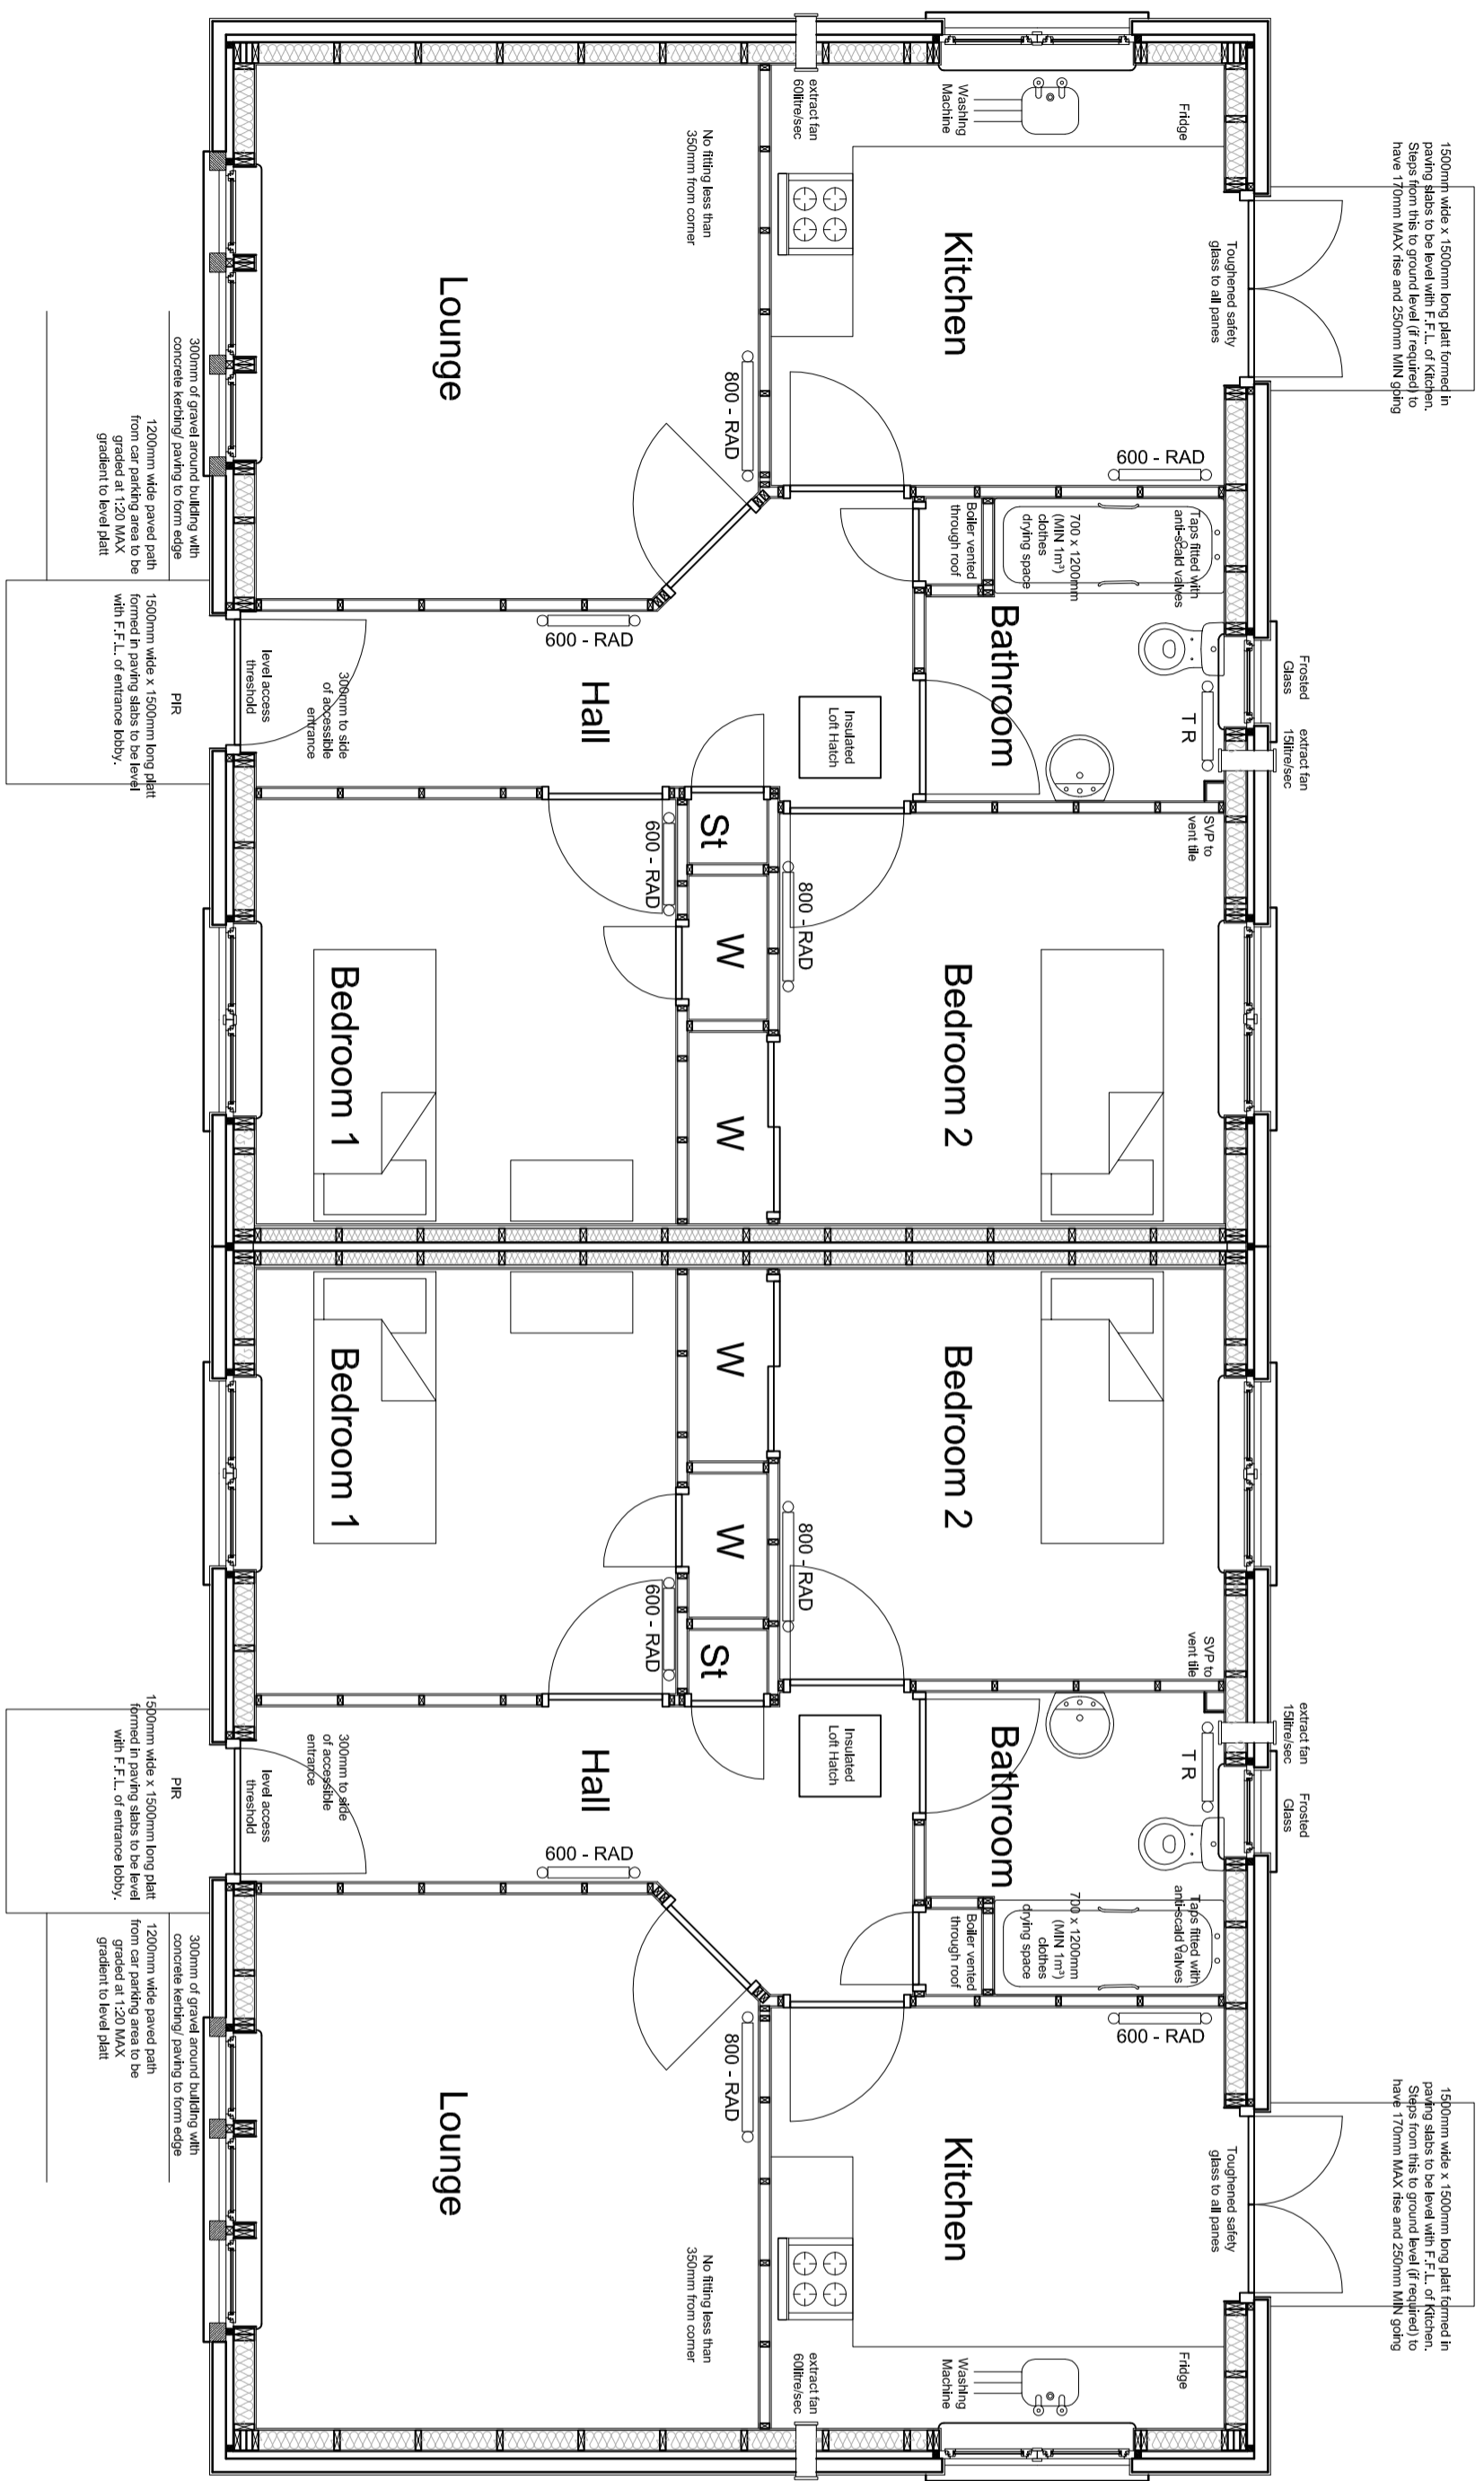 1500mm wide x 1500mm long platt formed in
paving slabs to be level with F.F.L. of Kitchen.
Steps from this to ground level (if required) to
have 170mm MAX rise and 250mm MIN going
Toughened safety
glass to all panes
Fridge
Washing
Machine
extract fan
60litre/sec
Kitchen
600 - RAD
Frosted
Glass
extract fan
15litre/sec
Taps fitted with
anti-scald valves
700 x 1200mm
(MIN 1m³)
clothes
drying space
Boiler vented
through roof
T R
Bathroom
SVP to
vent tile
Bedroom 2
800 - RAD
Insulated
Loft Hatch
No fitting less than
350mm from corner
800 - RAD
Lounge
600 - RAD
Hall
St
W
W
600 - RAD
Bedroom 1
300mm to side
of accessible
entrance
level access
threshold
300mm of gravel around building with
concrete kerbing/ paving to form edge
1200mm wide paved path
from car parking area to be
graded at 1:20 MAX
gradient to level platt
PIR
1500mm wide x 1500mm long platt
formed in paving slabs to be level
with F.F.L. of entrance lobby.
Bedroom 2
800 - RAD
SVP to
vent tile
extract fan
15litre/sec
Frosted
Glass
T R
Bathroom
Taps fitted with
anti-scald valves
700 x 1200mm
(MIN 1m³)
clothes
drying space
Boiler vented
through roof
600 - RAD
1500mm wide x 1500mm long platt formed in
paving slabs to be level with F.F.L. of Kitchen.
Steps from this to ground level (if required) to
have 170mm MAX rise and 250mm MIN going
Toughened safety
glass to all panes
Kitchen
Fridge
Washing
Machine
extract fan
60litre/sec
W
W
St
600 - RAD
Bedroom 1
Insulated
Loft Hatch
Hall
600 - RAD
800 - RAD
No fitting less than
350mm from corner
Lounge
300mm to side
of accessible
entrance
level access
threshold
PIR
1500mm wide x 1500mm long platt
formed in paving slabs to be level
with F.F.L. of entrance lobby.
300mm of gravel around building with
concrete kerbing/ paving to form edge
1200mm wide paved path
from car parking area to be
graded at 1:20 MAX
gradient to level platt